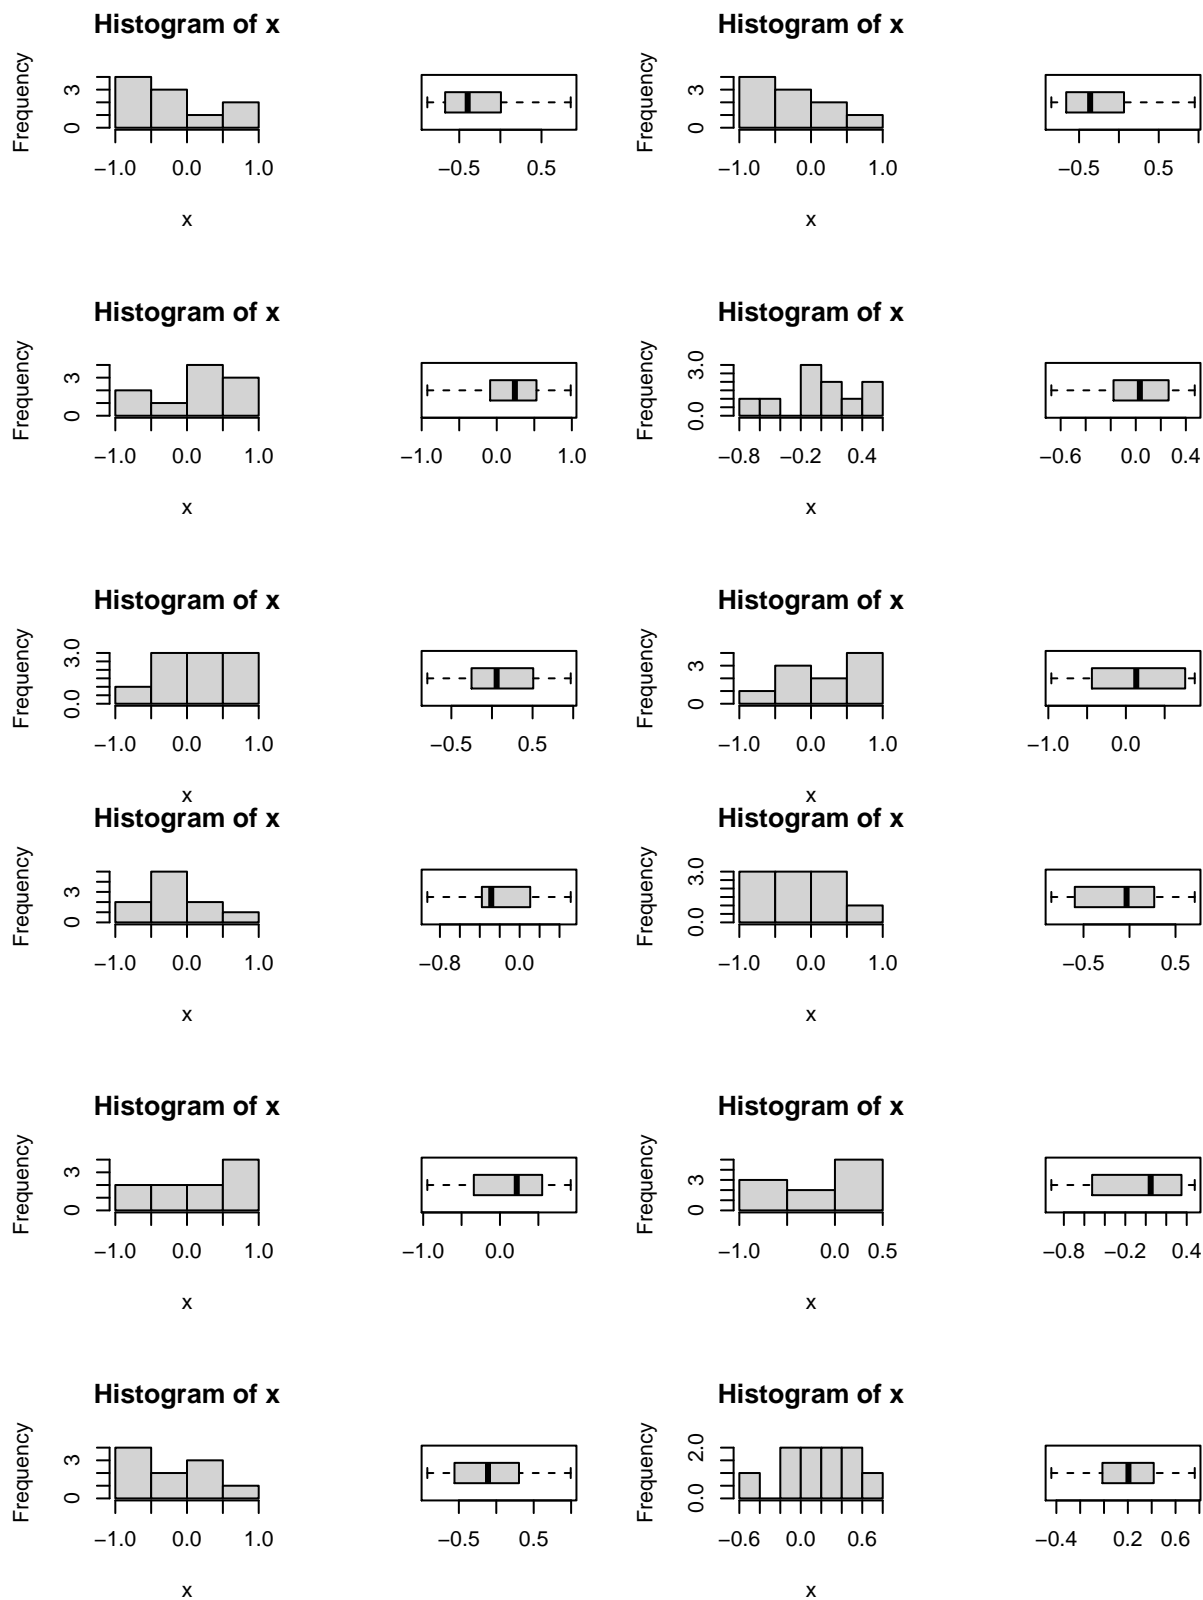 Histogram of x
Frequency
0 3
−1.0 0.0 1.0
x
−0.5 0.5
Histogram of x
Frequency
0 3
−1.0 0.0 1.0
x
−0.5 0.5
Histogram of x
Frequency
0 3
−1.0 0.0 1.0
x
−1.0 0.0 1.0
Histogram of x
Frequency
0.0 3.0
−0.8 −0.2 0.4
x
−0.6 0.0 0.4
Histogram of x
Frequency
0.0 3.0
−1.0 0.0 1.0
x
−0.5 0.5
Histogram of x
Frequency
0 3
−1.0 0.0 1.0
x
−1.0 0.0
Histogram of x
Frequency
0 3
−1.0 0.0 1.0
x
−0.8 0.0
Histogram of x
Frequency
0.0 3.0
−1.0 0.0 1.0
x
−0.5 0.5
Histogram of x
Frequency
0 3
−1.0 0.0 1.0
x
−1.0 0.0
Histogram of x
Frequency
0 3
−1.0 0.0 0.5
x
−0.8 −0.2 0.4
Histogram of x
Frequency
0 3
−1.0 0.0 1.0
x
−0.5 0.5
Histogram of x
Frequency
0.0 2.0
−0.6 0.0 0.6
x
−0.4 0.2 0.6